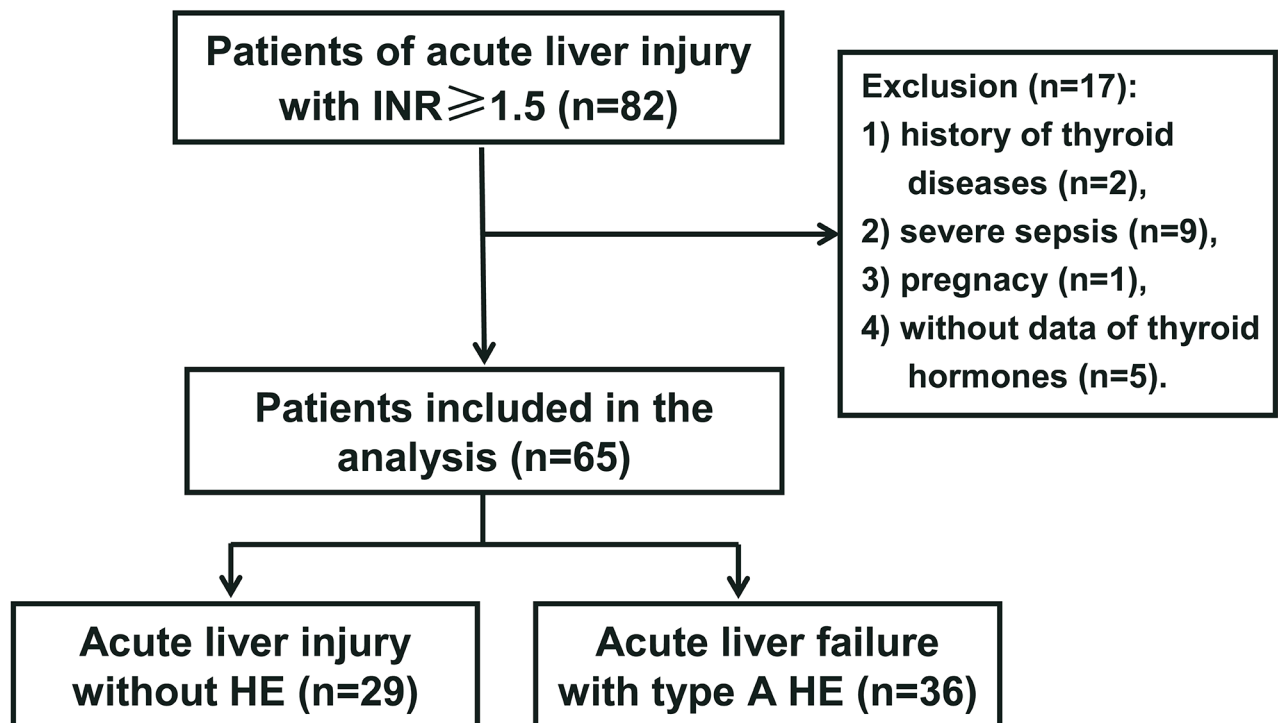 Patients of acute liver injury
with INR⩾1.5 (n=82)
Exclusion (n=17):
1) history of thyroid
diseases (n=2),
2) severe sepsis (n=9),
3) pregnacy (n=1),
4) without data of thyroid
hormones (n=5).
Patients included in the
analysis (n=65)
Acute liver injury
without HE (n=29)
Acute liver failure
with type A HE (n=36)